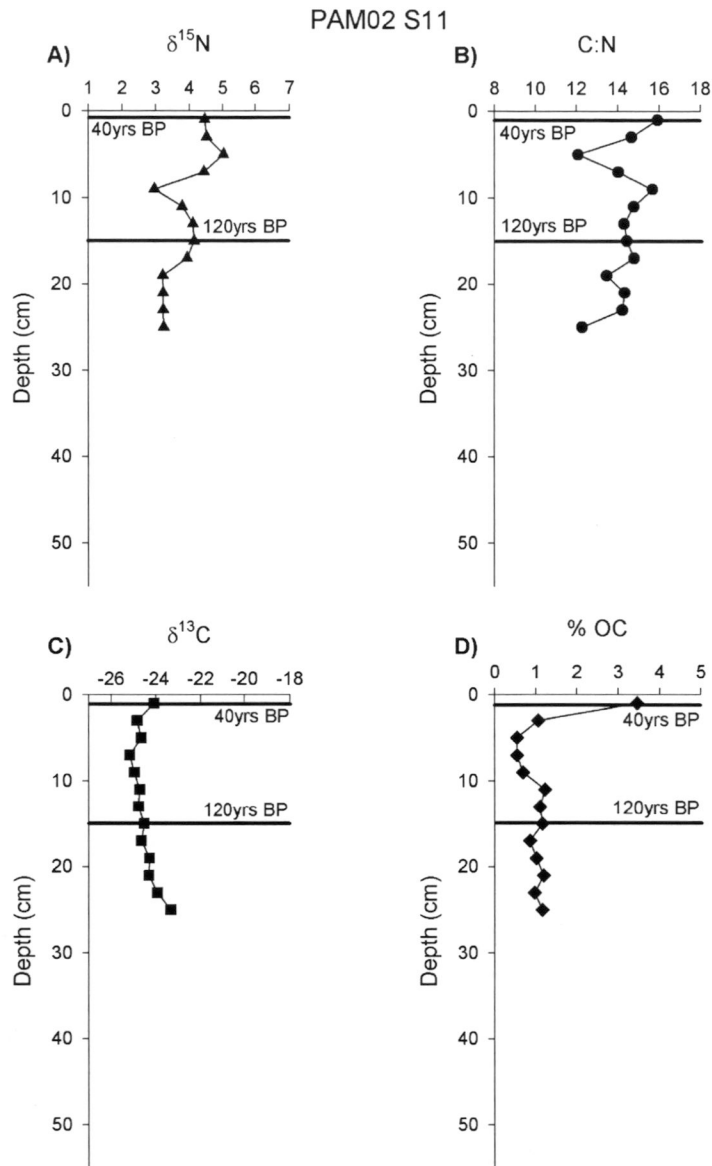 PAM02 S11
A)
δ¹⁵N
1 2 3 4 5 6 7
0
10
20
30
40
50
Depth (cm)
40yrs BP
120yrs BP
B)
C:N
8 10 12 14 16 18
0
10
20
30
40
50
Depth (cm)
40yrs BP
120yrs BP
C)
δ¹³C
-26 -24 -22 -20 -18
0
10
20
30
40
50
Depth (cm)
40yrs BP
120yrs BP
D)
% OC
0 1 2 3 4 5
0
10
20
30
40
50
Depth (cm)
40yrs BP
120yrs BP